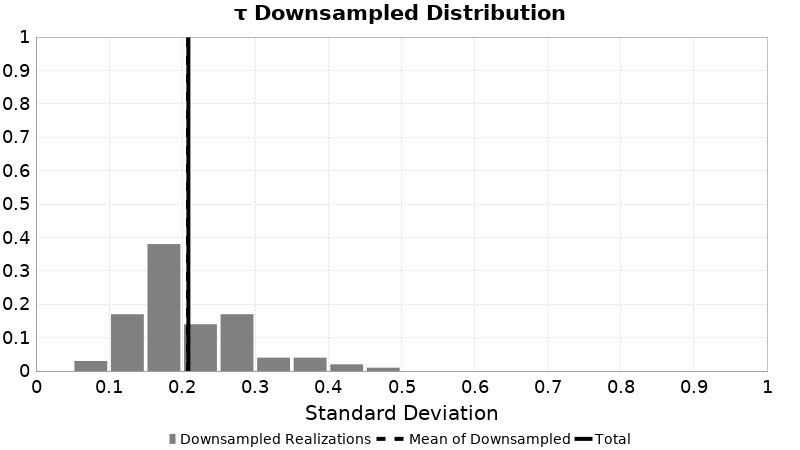 τ Downsampled Distribution
1
0.9
0.8
0.7
0.6
0.5
0.4
0.3
0.2
0.1
0
0 0.1 0.2 0.3 0.4 0.5 0.6 0.7 0.8 0.9 1
Standard Deviation
Downsampled Realizations Mean of Downsampled Total